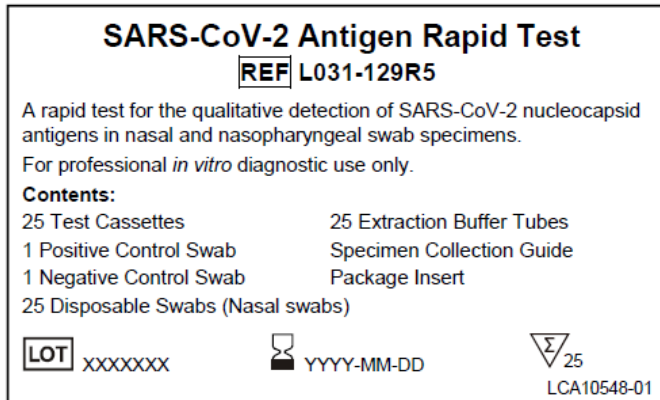 SARS-CoV-2 Antigen Rapid Test
REF L031-129R5
A rapid test for the qualitative detection of SARS-CoV-2 nucleocapsid
antigens in nasal and nasopharyngeal swab specimens.
For professional in vitro diagnostic use only.
Contents:
25 Test Cassettes 25 Extraction Buffer Tubes
1 Positive Control Swab Specimen Collection Guide
1 Negative Control Swab Package Insert
25 Disposable Swabs (Nasal swabs)
LOT XXXXXXX YYYY-MM-DD Σ 25
LCA10548-01